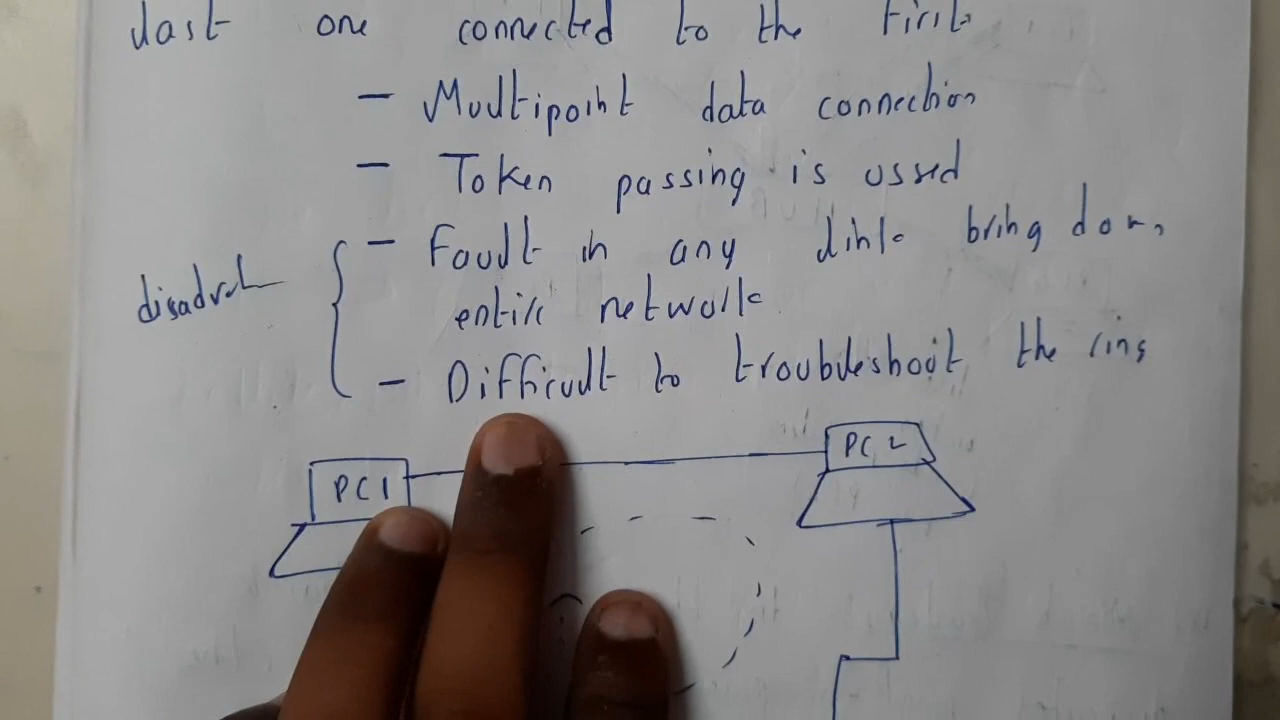 last one connected to the first
- Multipoint data connection
- Token passing is ussed
- Fault in any link bring down
disadvt
entire network
- Difficult to troubleshoot the ring
PC1
PC2